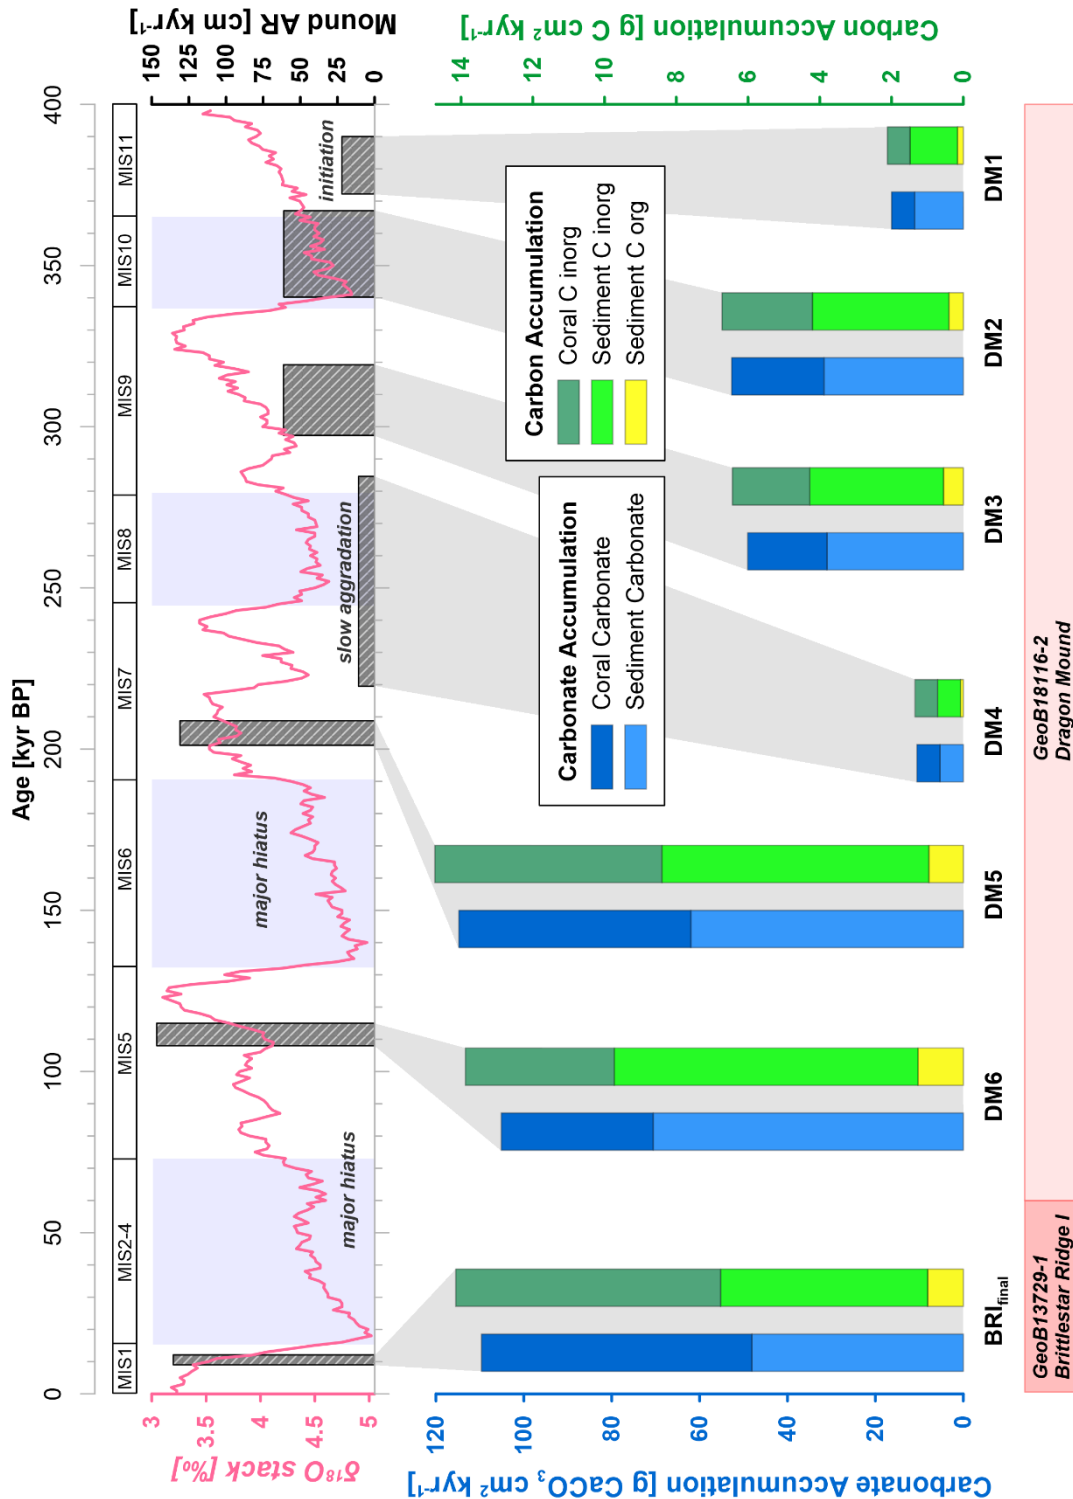 Age [kyr BP]
0 50 100 150 200 250 300 350 400
MIS1 MIS2-4 MIS5 MIS6 MIS7 MIS8 MIS9 MIS10 MIS11
δ¹⁸O stack [‰]
3
3.5
4
4.5
5
Mound AR [cm kyr⁻¹]
150
125
100
75
50
25
0
major hiatus
major hiatus
slow aggradation
initiation
Carbonate Accumulation [g CaCO₃ cm² kyr⁻¹]
120
100
80
60
40
20
0
Carbon Accumulation [g C cm² kyr⁻¹]
14
12
10
8
6
4
2
0
Carbonate Accumulation
Coral Carbonate
Sediment Carbonate
Carbon Accumulation
Coral C inorg
Sediment C inorg
Sediment C org
BRI_final DM6 DM5 DM4 DM3 DM2 DM1
GeoB13729-1
Brittlestar Ridge I
GeoB18116-2
Dragon Mound